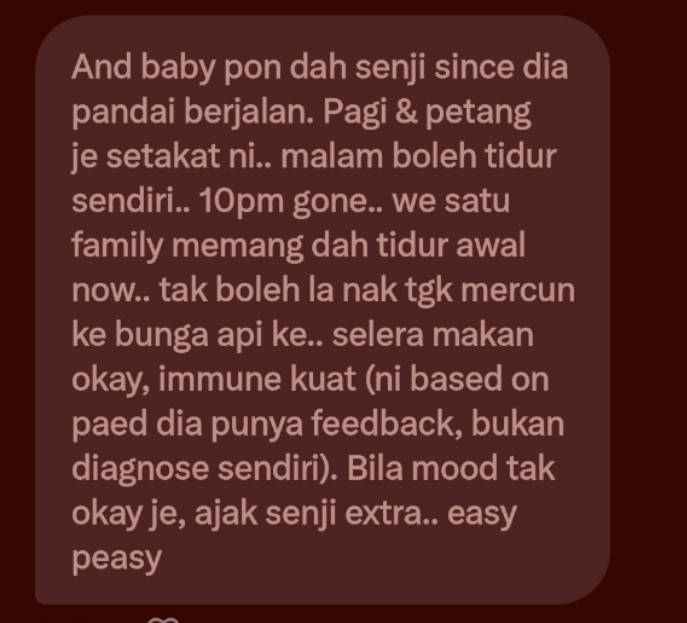 And baby pon dah senji since dia
pandai berjalan. Pagi & petang
je setakat ni.. malam boleh tidur
sendiri.. 10pm gone.. we satu
family memang dah tidur awal
now.. tak boleh la nak tgk mercun
ke bunga api ke.. selera makan
okay, immune kuat (ni based on
paed dia punya feedback, bukan
diagnose sendiri). Bila mood tak
okay je, ajak senji extra.. easy
peasy